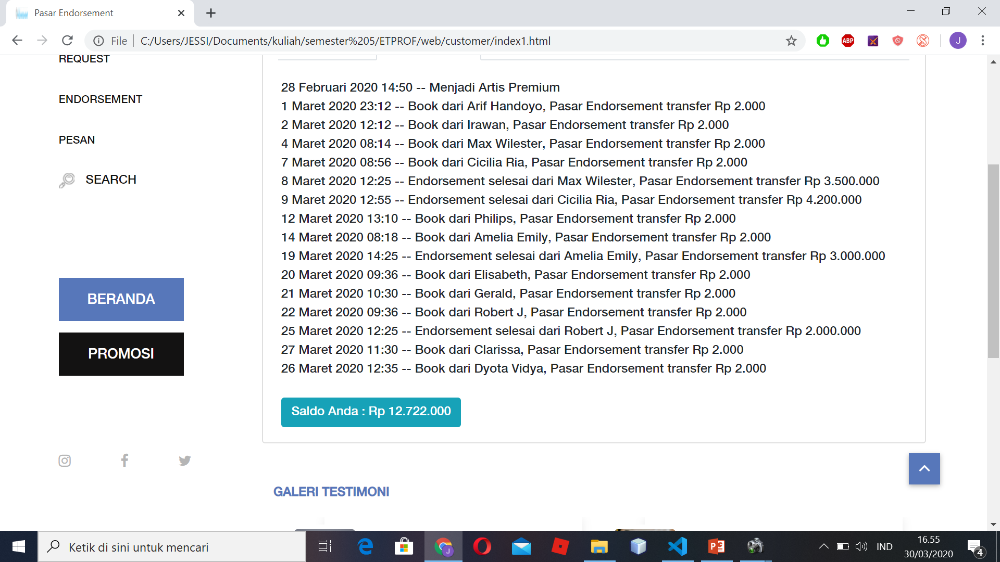 Pasar Endorsement
File | C:/Users/JESSI/Documents/kuliah/semester%205/ETPROF/web/customer/index1.html
ABP
J
REQUEST
ENDORSEMENT
PESAN
SEARCH
BERANDA
PROMOSI
28 Februari 2020 14:50 -- Menjadi Artis Premium
1 Maret 2020 23:12 -- Book dari Arif Handoyo, Pasar Endorsement transfer Rp 2.000
2 Maret 2020 12:12 -- Book dari Irawan, Pasar Endorsement transfer Rp 2.000
4 Maret 2020 08:14 -- Book dari Max Wilester, Pasar Endorsement transfer Rp 2.000
7 Maret 2020 08:56 -- Book dari Cicilia Ria, Pasar Endorsement transfer Rp 2.000
8 Maret 2020 12:25 -- Endorsement selesai dari Max Wilester, Pasar Endorsement transfer Rp 3.500.000
9 Maret 2020 12:55 -- Endorsement selesai dari Cicilia Ria, Pasar Endorsement transfer Rp 4.200.000
12 Maret 2020 13:10 -- Book dari Philips, Pasar Endorsement transfer Rp 2.000
14 Maret 2020 08:18 -- Book dari Amelia Emily, Pasar Endorsement transfer Rp 2.000
19 Maret 2020 14:25 -- Endorsement selesai dari Amelia Emily, Pasar Endorsement transfer Rp 3.000.000
20 Maret 2020 09:36 -- Book dari Elisabeth, Pasar Endorsement transfer Rp 2.000
21 Maret 2020 10:30 -- Book dari Gerald, Pasar Endorsement transfer Rp 2.000
22 Maret 2020 09:36 -- Book dari Robert J, Pasar Endorsement transfer Rp 2.000
25 Maret 2020 12:25 -- Endorsement selesai dari Robert J, Pasar Endorsement transfer Rp 2.000.000
27 Maret 2020 11:30 -- Book dari Clarissa, Pasar Endorsement transfer Rp 2.000
26 Maret 2020 12:35 -- Book dari Dyota Vidya, Pasar Endorsement transfer Rp 2.000
Saldo Anda : Rp 12.722.000
GALERI TESTIMONI
Ketik di sini untuk mencari
J
IND
16.55
30/03/2020
4